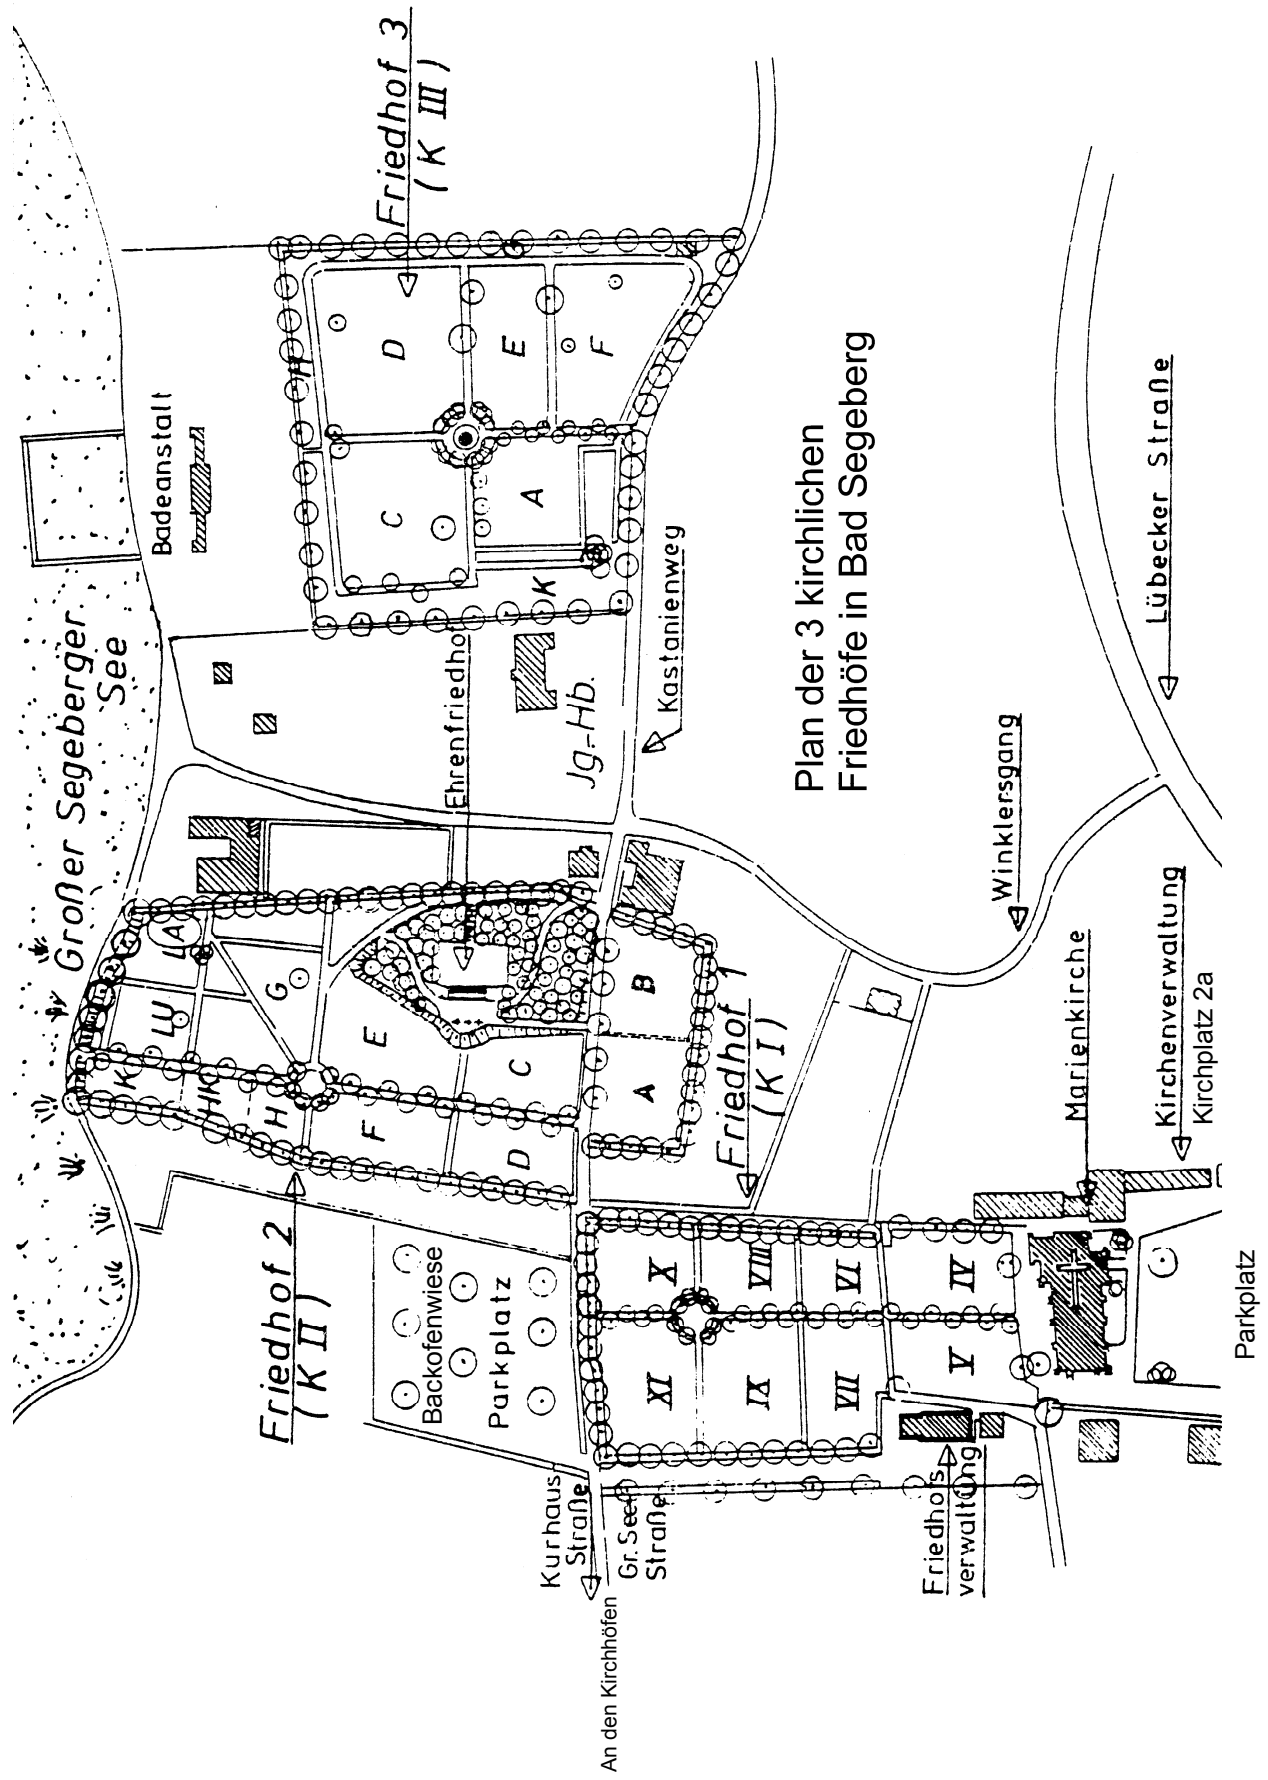 Plan der 3 kirchlichen
Friedhöfe in Bad Segeberg
Großer Segeberger
See
Badeanstalt
Friedhof 3
(K III)
H
G
D
E
F
C
A
K
Kastanienweg
Jg.-Hb.
Ehrenfriedhof
LA
LU
K
HK
H
G
E
F
C
D
Friedhof 2
(K II)
Backofenwiese
Parkplatz
B
A
Friedhof 1
(K I)
X
VIII
VI
IV
XI
IX
VII
V
Kurhaus
Straße
Gr. See
Straße
An den Kirchhöfen
Friedhofs
verwaltung
Winklersgang
Lübecker Straße
Marienkirche
Kirchenverwaltung
Kirchplatz 2a
Parkplatz